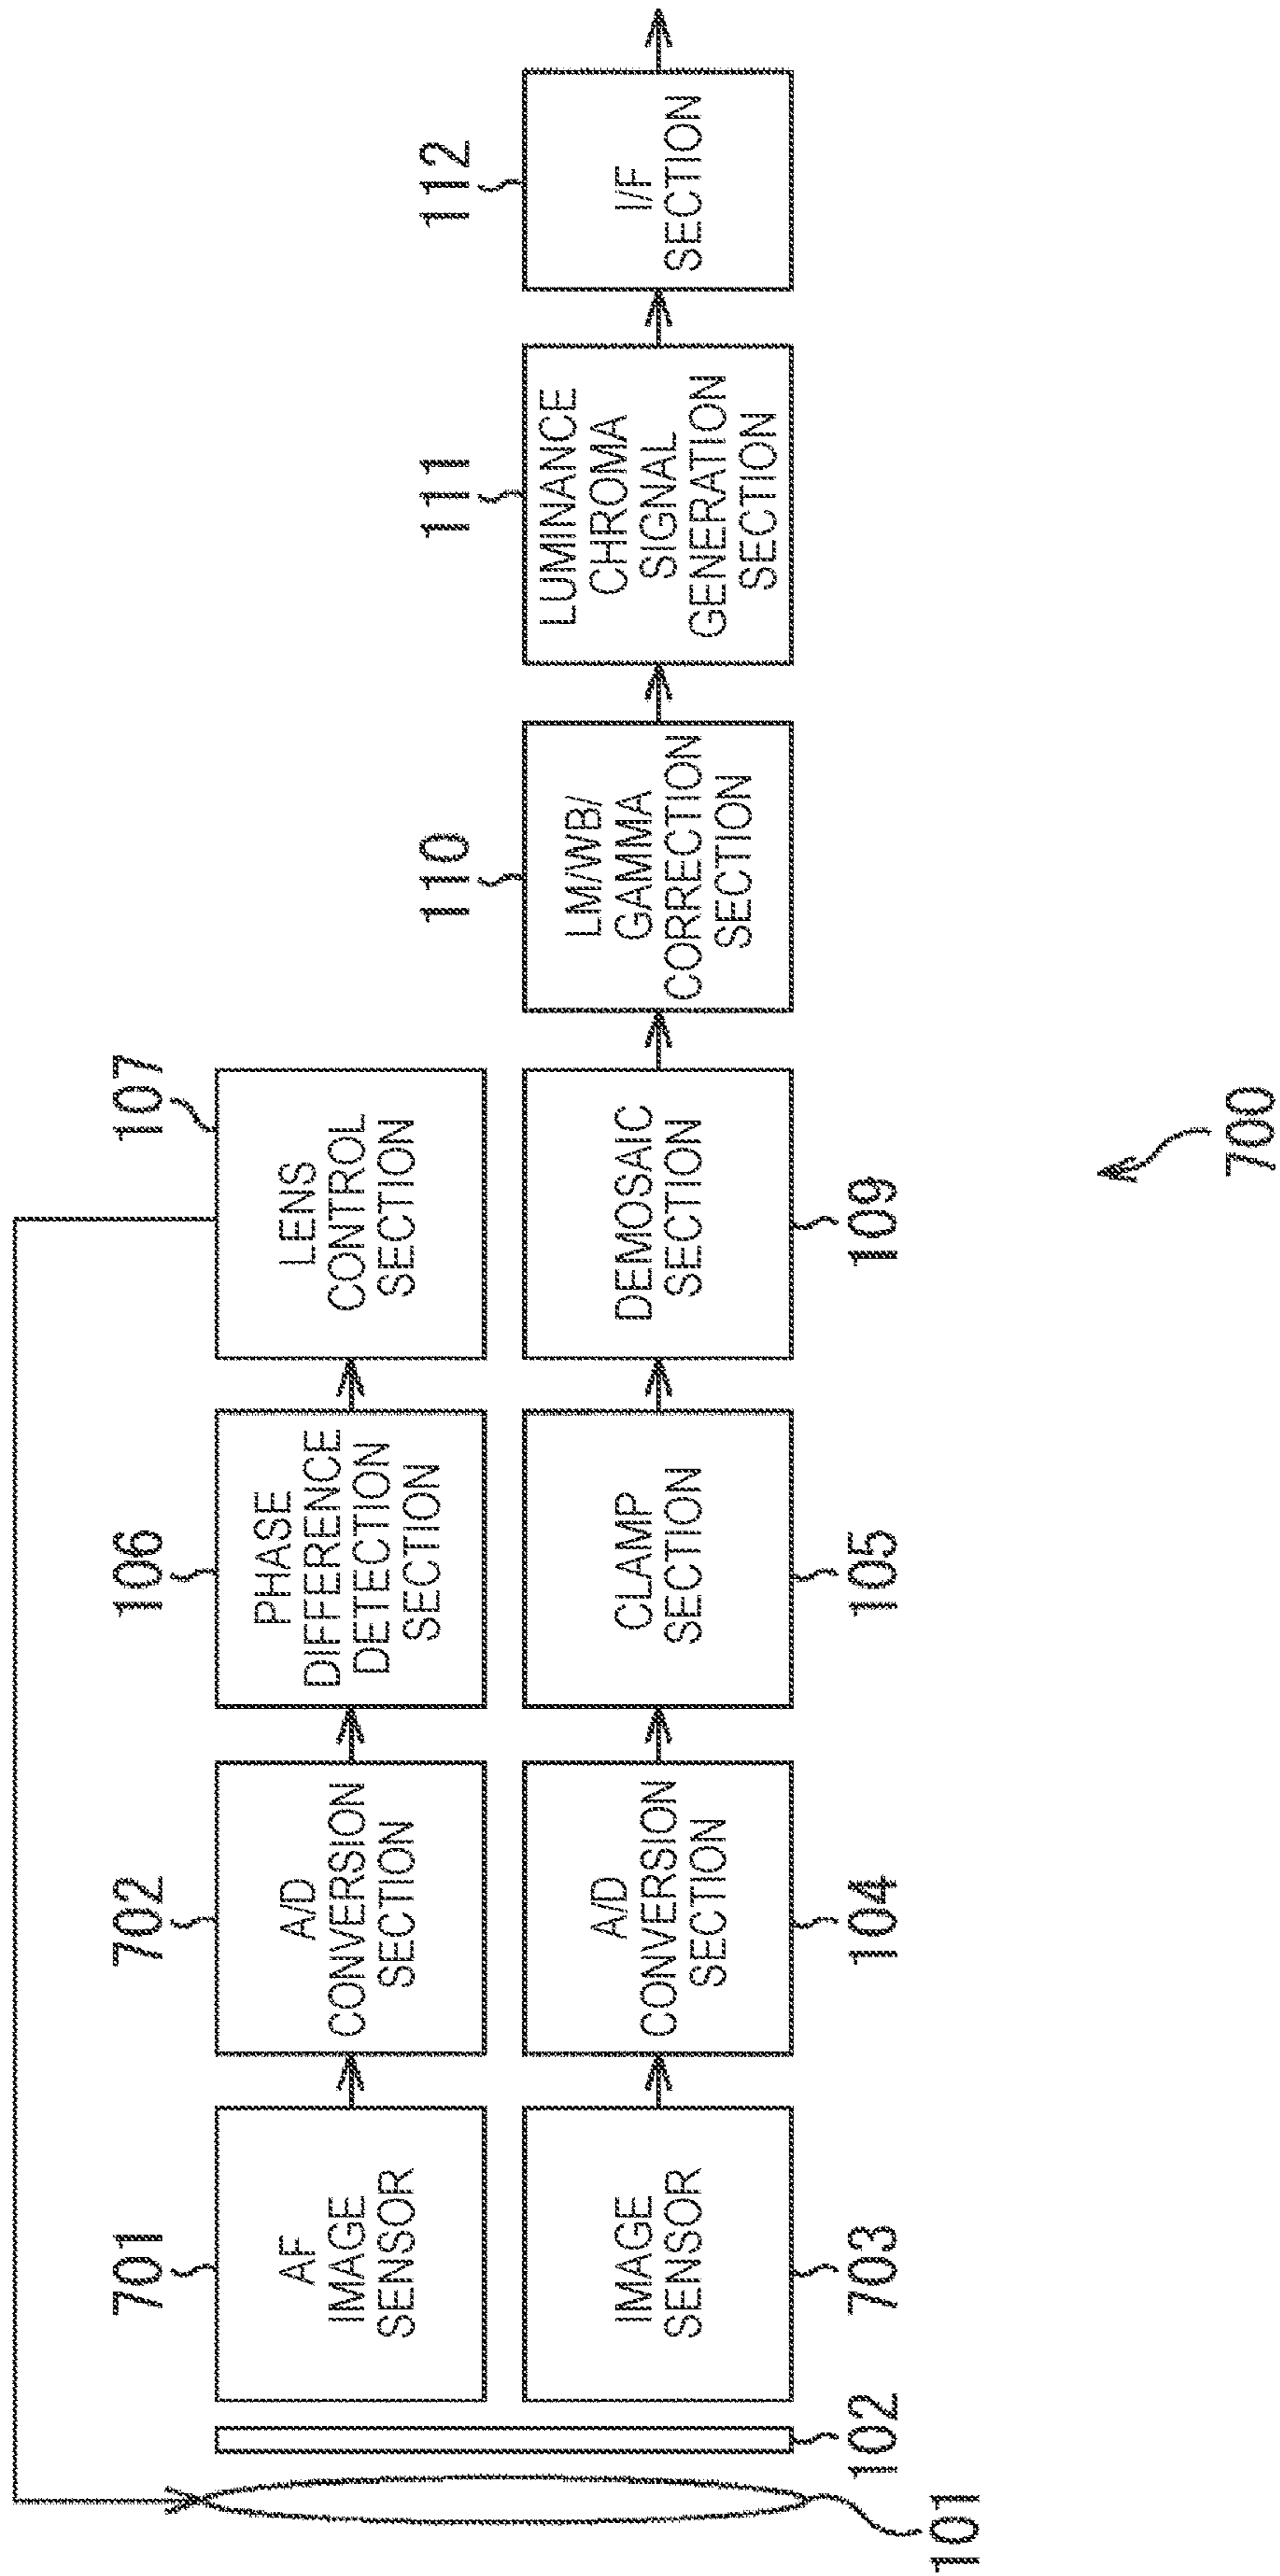 701
AF
IMAGE
SENSOR
702
A/D
CONVERSION
SECTION
106
PHASE
DIFFERENCE
DETECTION
SECTION
107
LENS
CONTROL
SECTION
101
102
IMAGE
SENSOR
703
A/D
CONVERSION
SECTION
104
CLAMP
SECTION
105
DEMOSAIC
SECTION
109
110
LM/WB/
GAMMA
CORRECTION
SECTION
111
LUMINANCE
CHROMA
SIGNAL
GENERATION
SECTION
112
I/F
SECTION
700